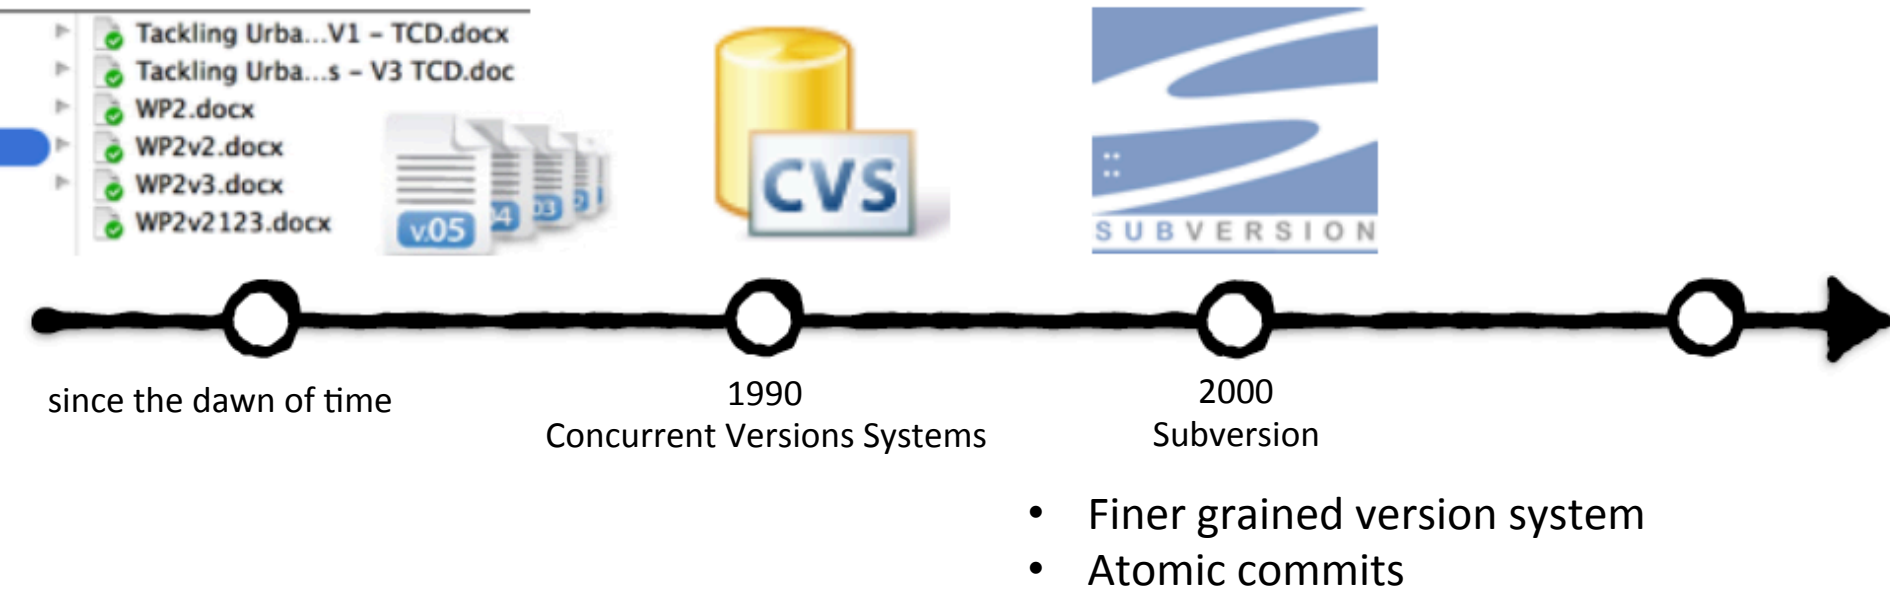 Tackling Urba...V1 – TCD.docx
Tackling Urba...s – V3 TCD.doc
WP2.docx
WP2v2.docx
WP2v3.docx
WP2v2123.docx
v.05
04
03
CVS
SUBVERSION
since the dawn of time
1990
Concurrent Versions Systems
2000
Subversion
• Finer grained version system
• Atomic commits